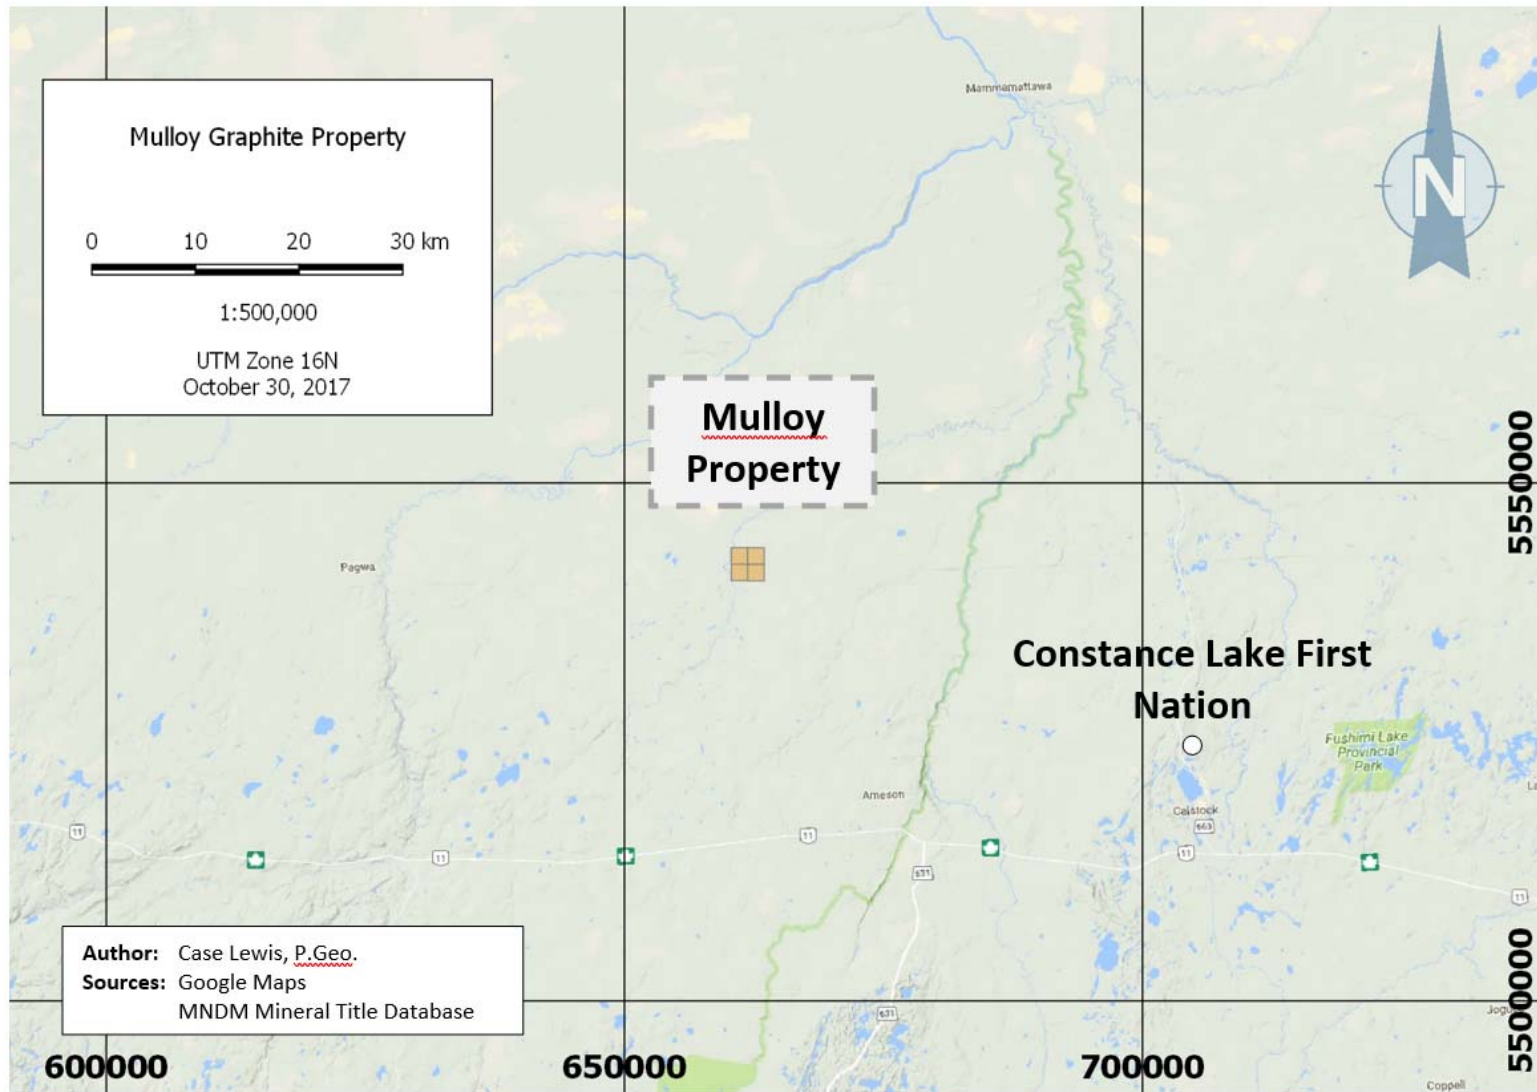 Mammamattawa
Mulloy Graphite Property
0 10 20 30 km
1:500,000
UTM Zone 16N
October 30, 2017
N
Mulloy
Property
5550000
Pagwa
Constance Lake First
Nation
Fushimi Lake
Provincial
Park
Ameson
Calstock
663
11
11
11
11
11
631
631
Author: Case Lewis, P.Geo.
Sources: Google Maps
MNDM Mineral Title Database
5500000
600000
650000
700000
Coppell